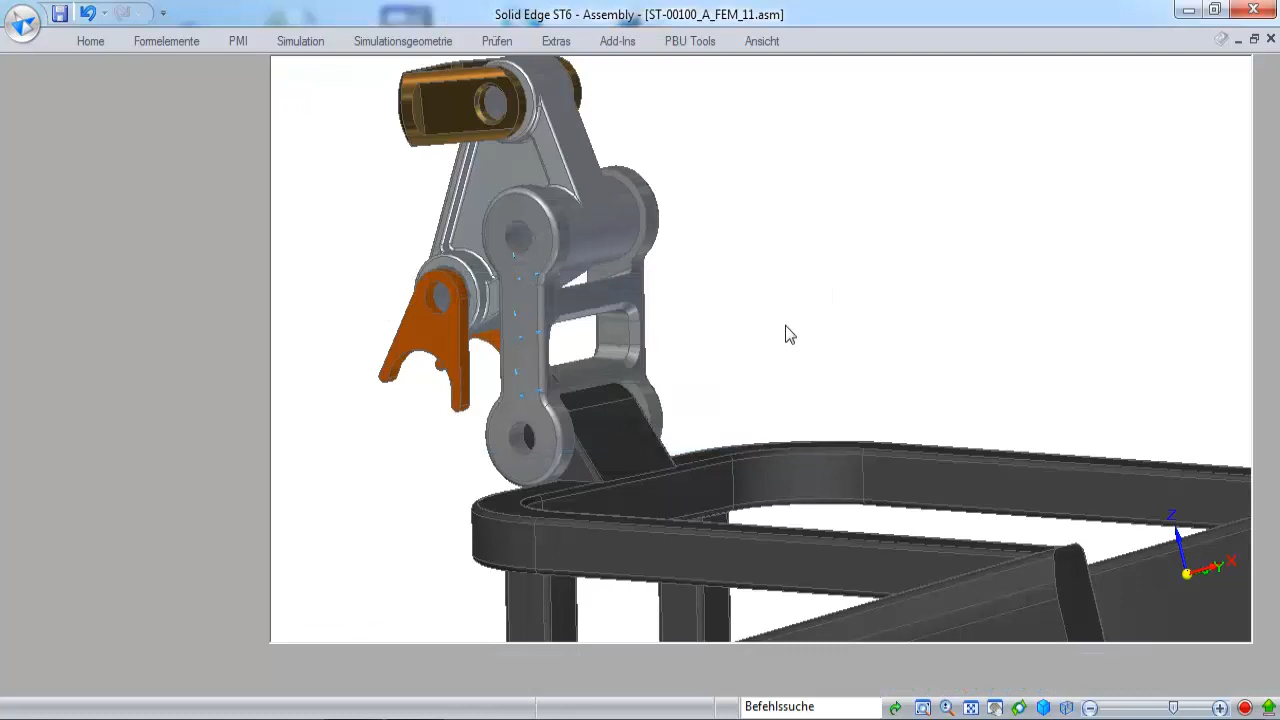 Solid Edge ST6 - Assembly - [ST-00100_A_FEM_11.asm]
Home Formelemente PMI Simulation Simulationsgeometrie Prüfen Extras Add-Ins PBU Tools Ansicht
Z
Y X
Befehlssuche